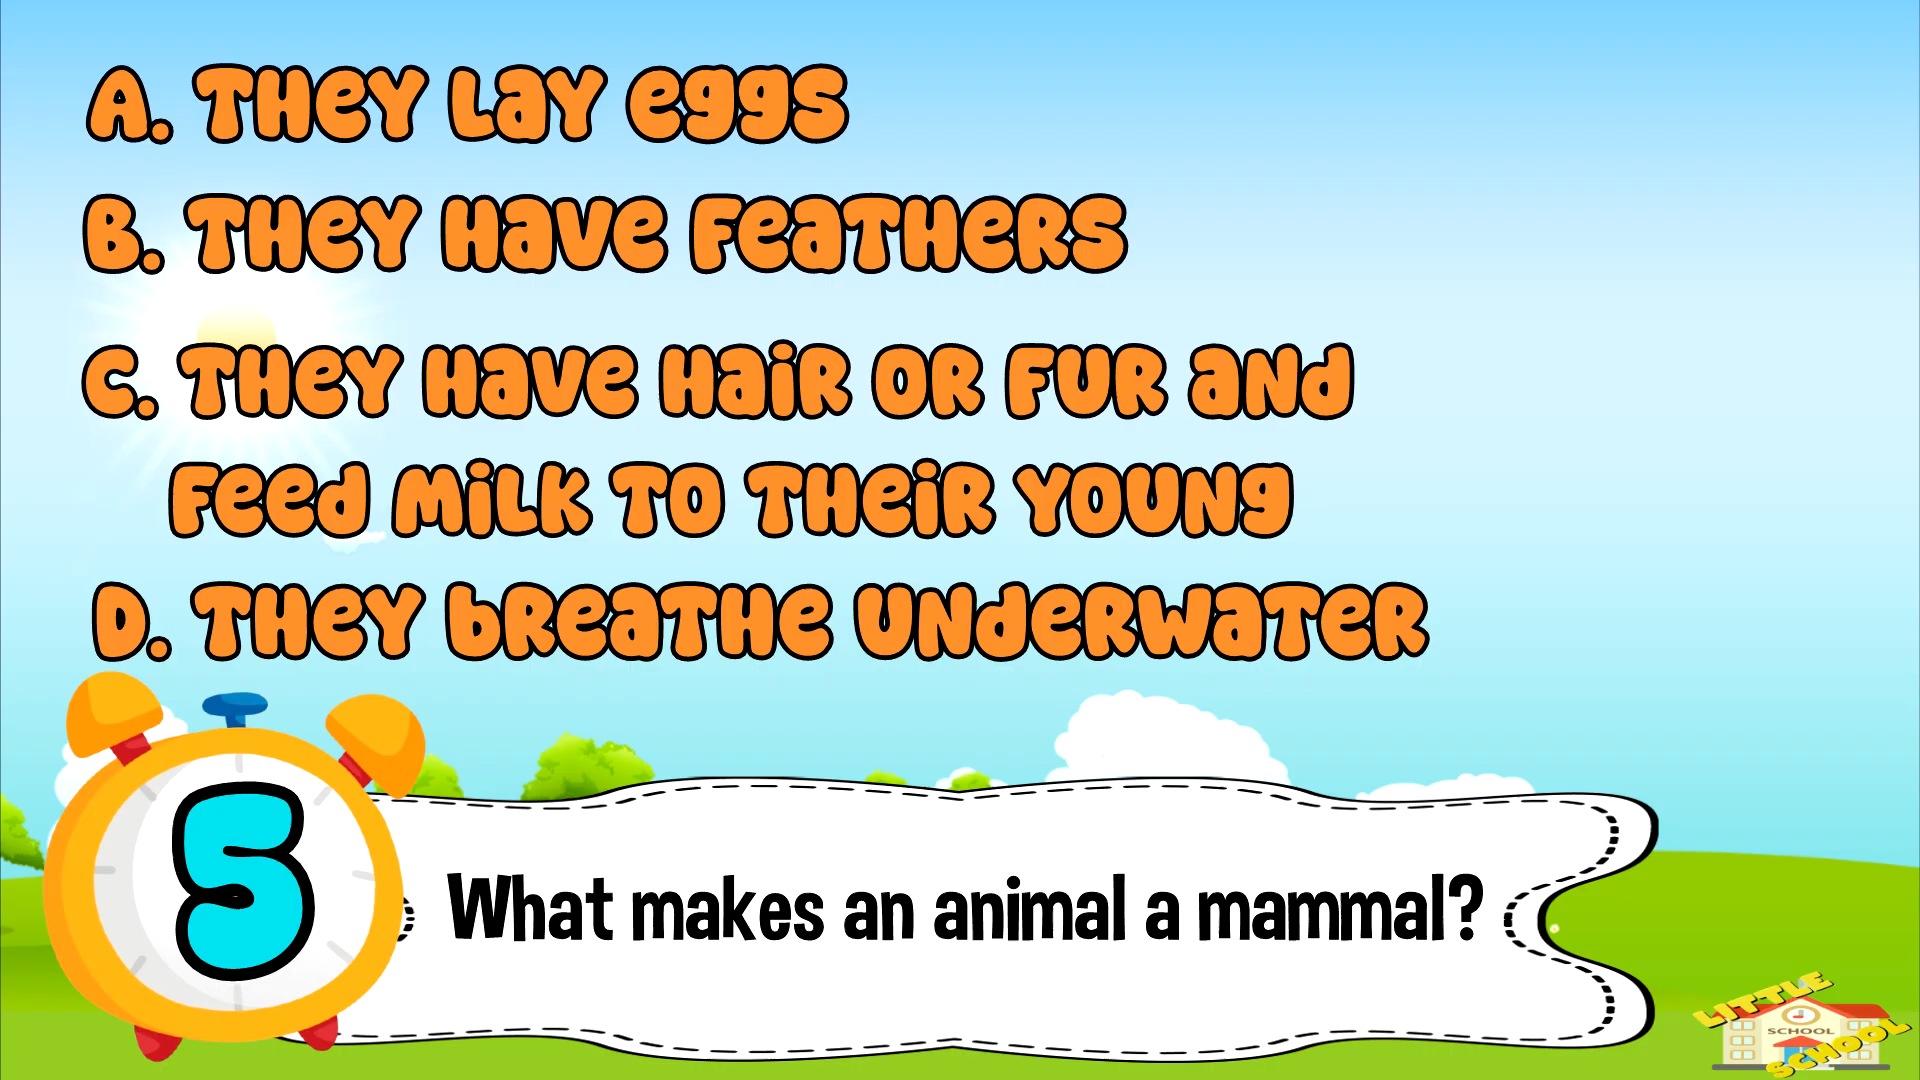 A. They lay eggs
B. They have feathers
C. They have hair or fur and
feed milk to their young
D. They breathe underwater
5
What makes an animal a mammal?
LITTLE
SCHOOL
SCHOOL